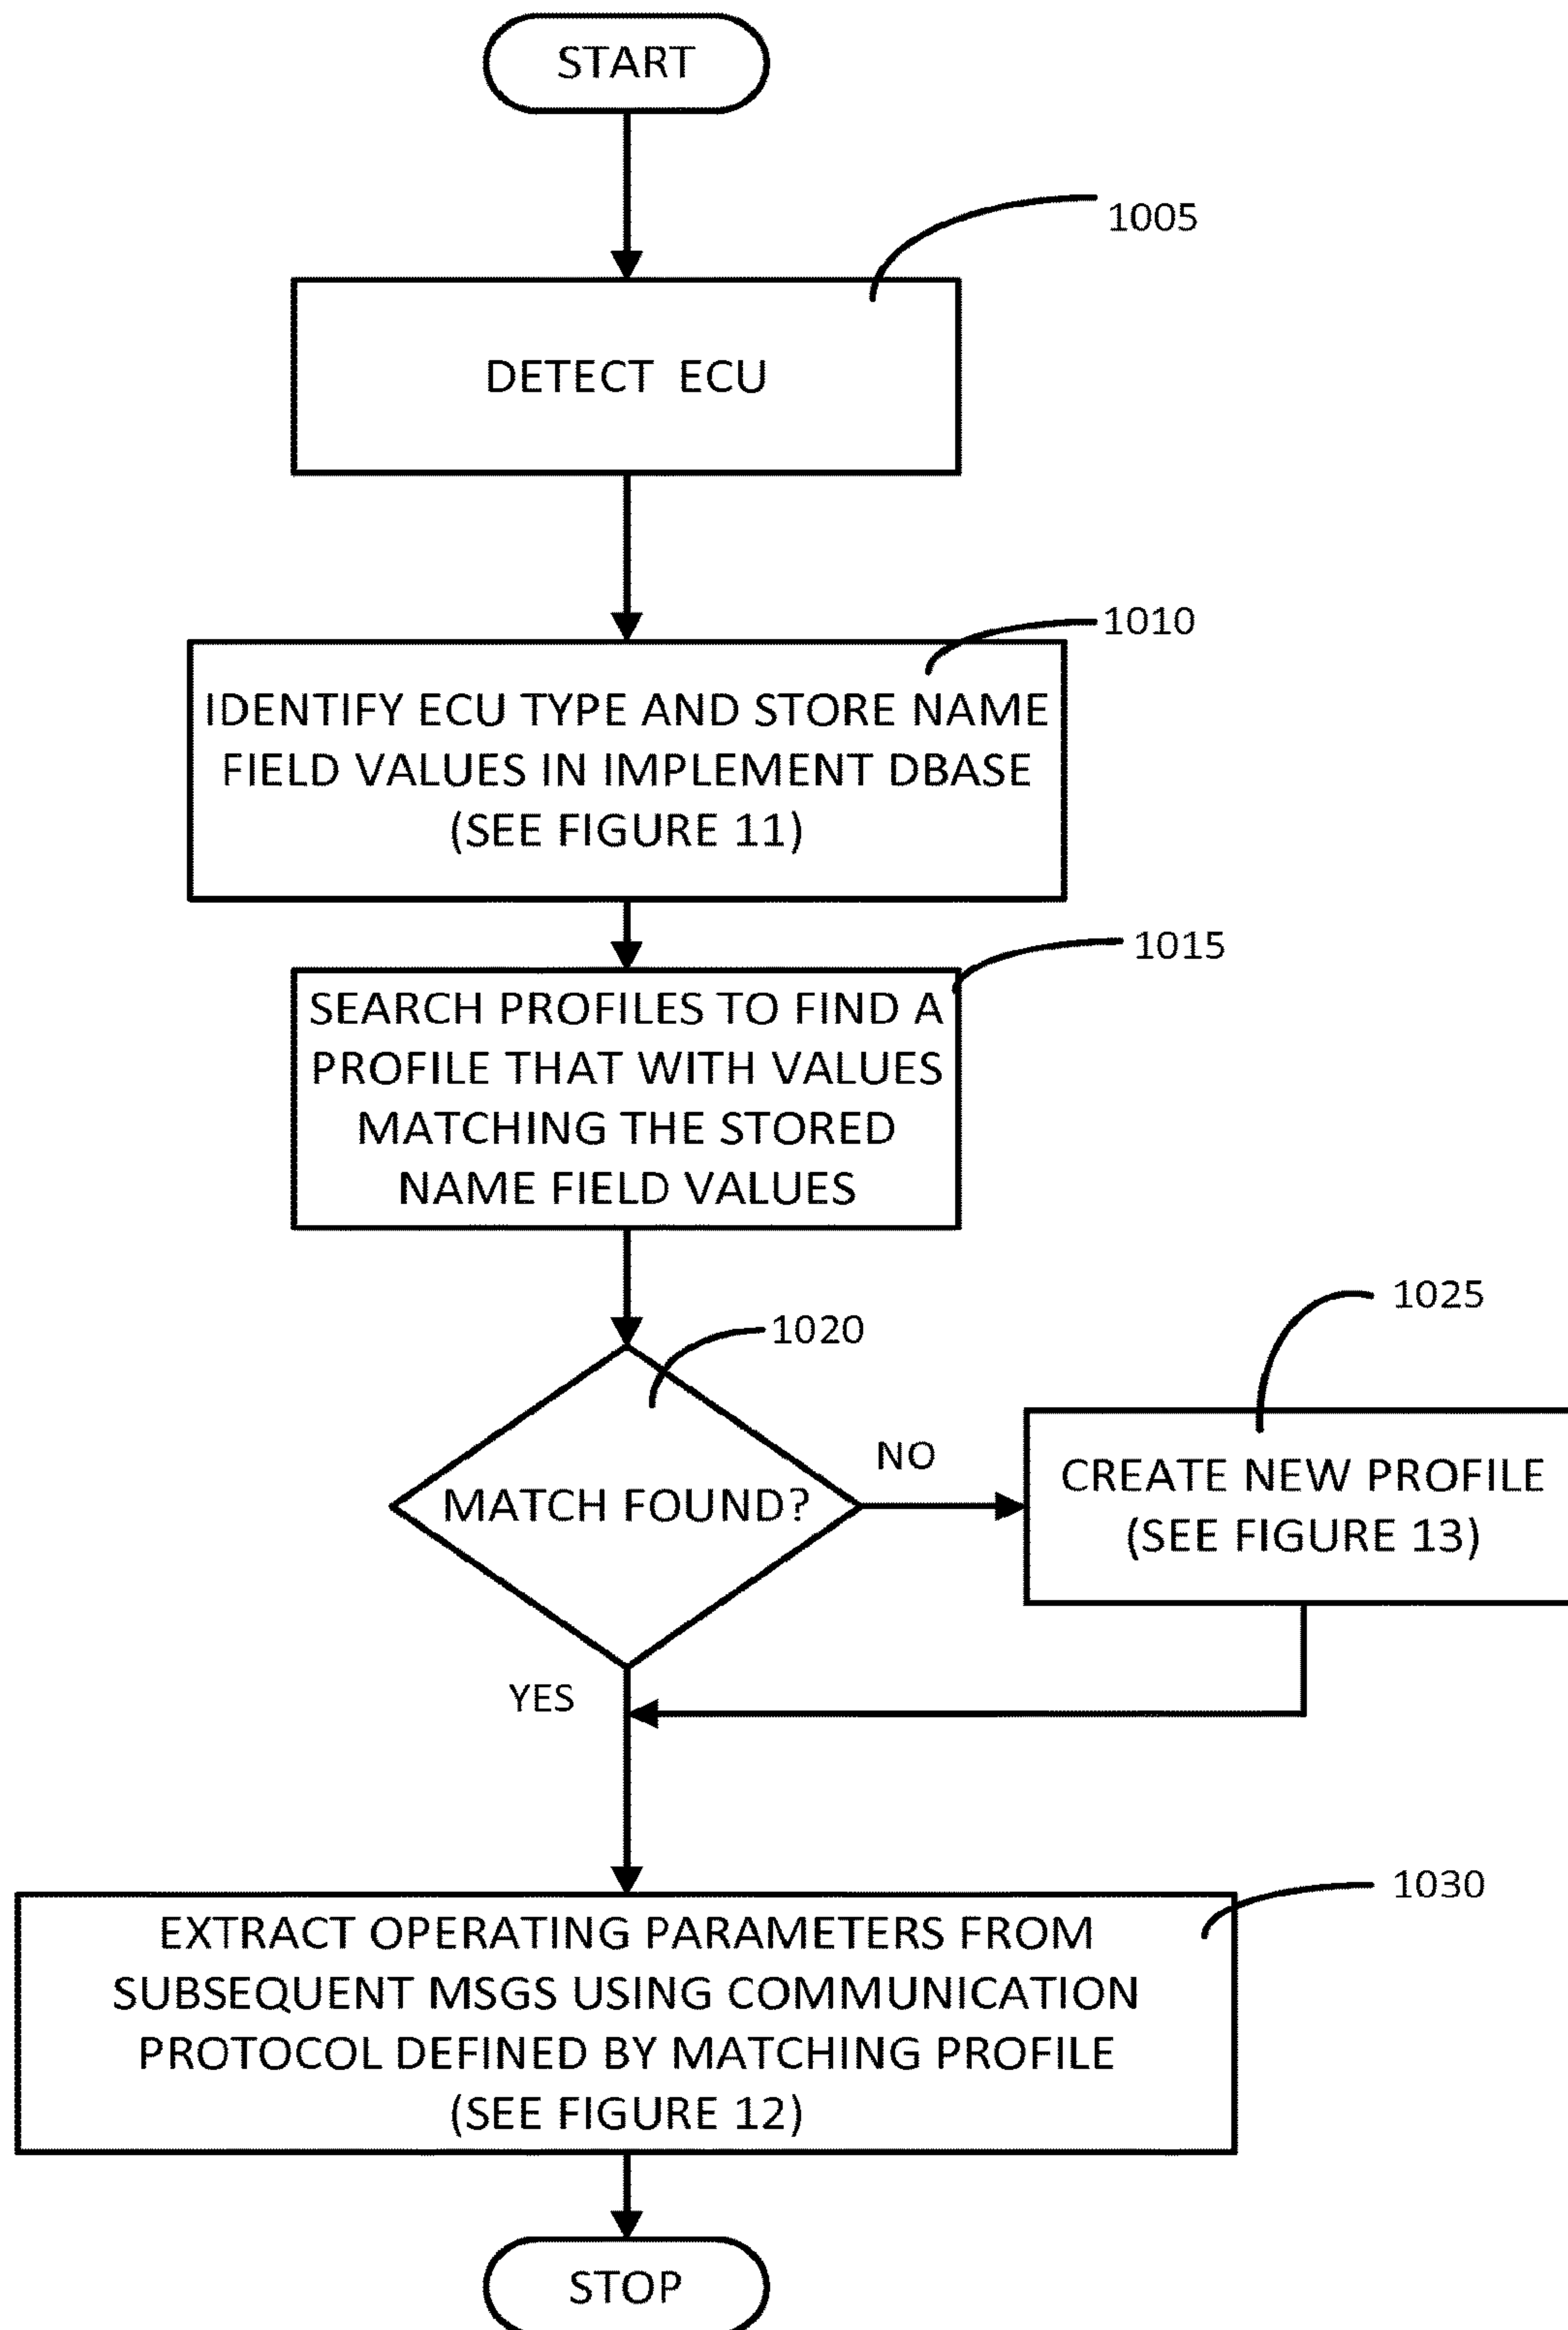 START
1005
DETECT ECU
1010
IDENTIFY ECU TYPE AND STORE NAME
FIELD VALUES IN IMPLEMENT DBASE
(SEE FIGURE 11)
1015
SEARCH PROFILES TO FIND A
PROFILE THAT WITH VALUES
MATCHING THE STORED
NAME FIELD VALUES
1020
MATCH FOUND?
NO
1025
CREATE NEW PROFILE
(SEE FIGURE 13)
YES
1030
EXTRACT OPERATING PARAMETERS FROM
SUBSEQUENT MSGS USING COMMUNICATION
PROTOCOL DEFINED BY MATCHING PROFILE
(SEE FIGURE 12)
STOP